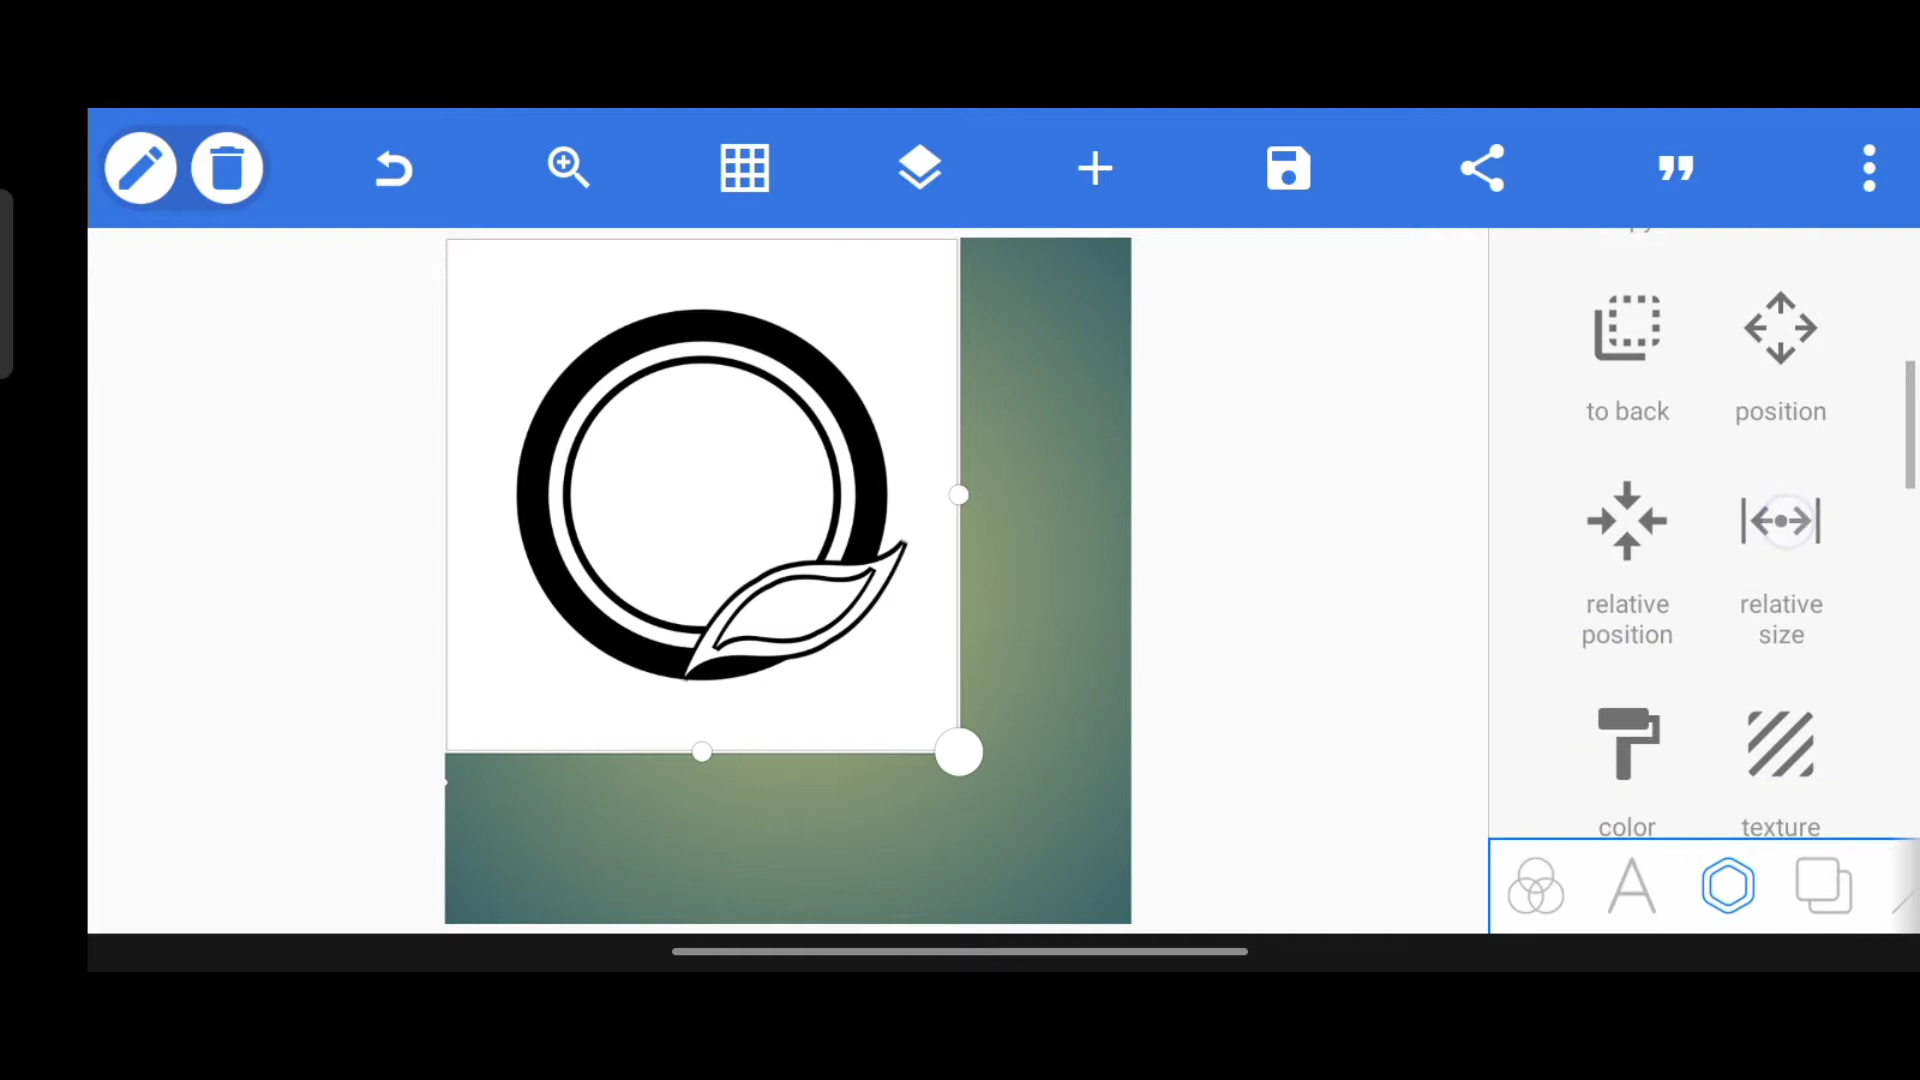 to back
position
relative
position
relative
size
color
texture